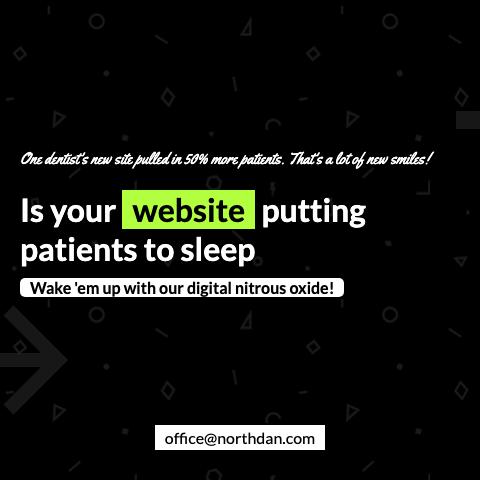 One dentist's new site pulled in 50% more patients. That's a lot of new smiles!
Is your website putting
patients to sleep
Wake 'em up with our digital nitrous oxide!
office@northdan.com